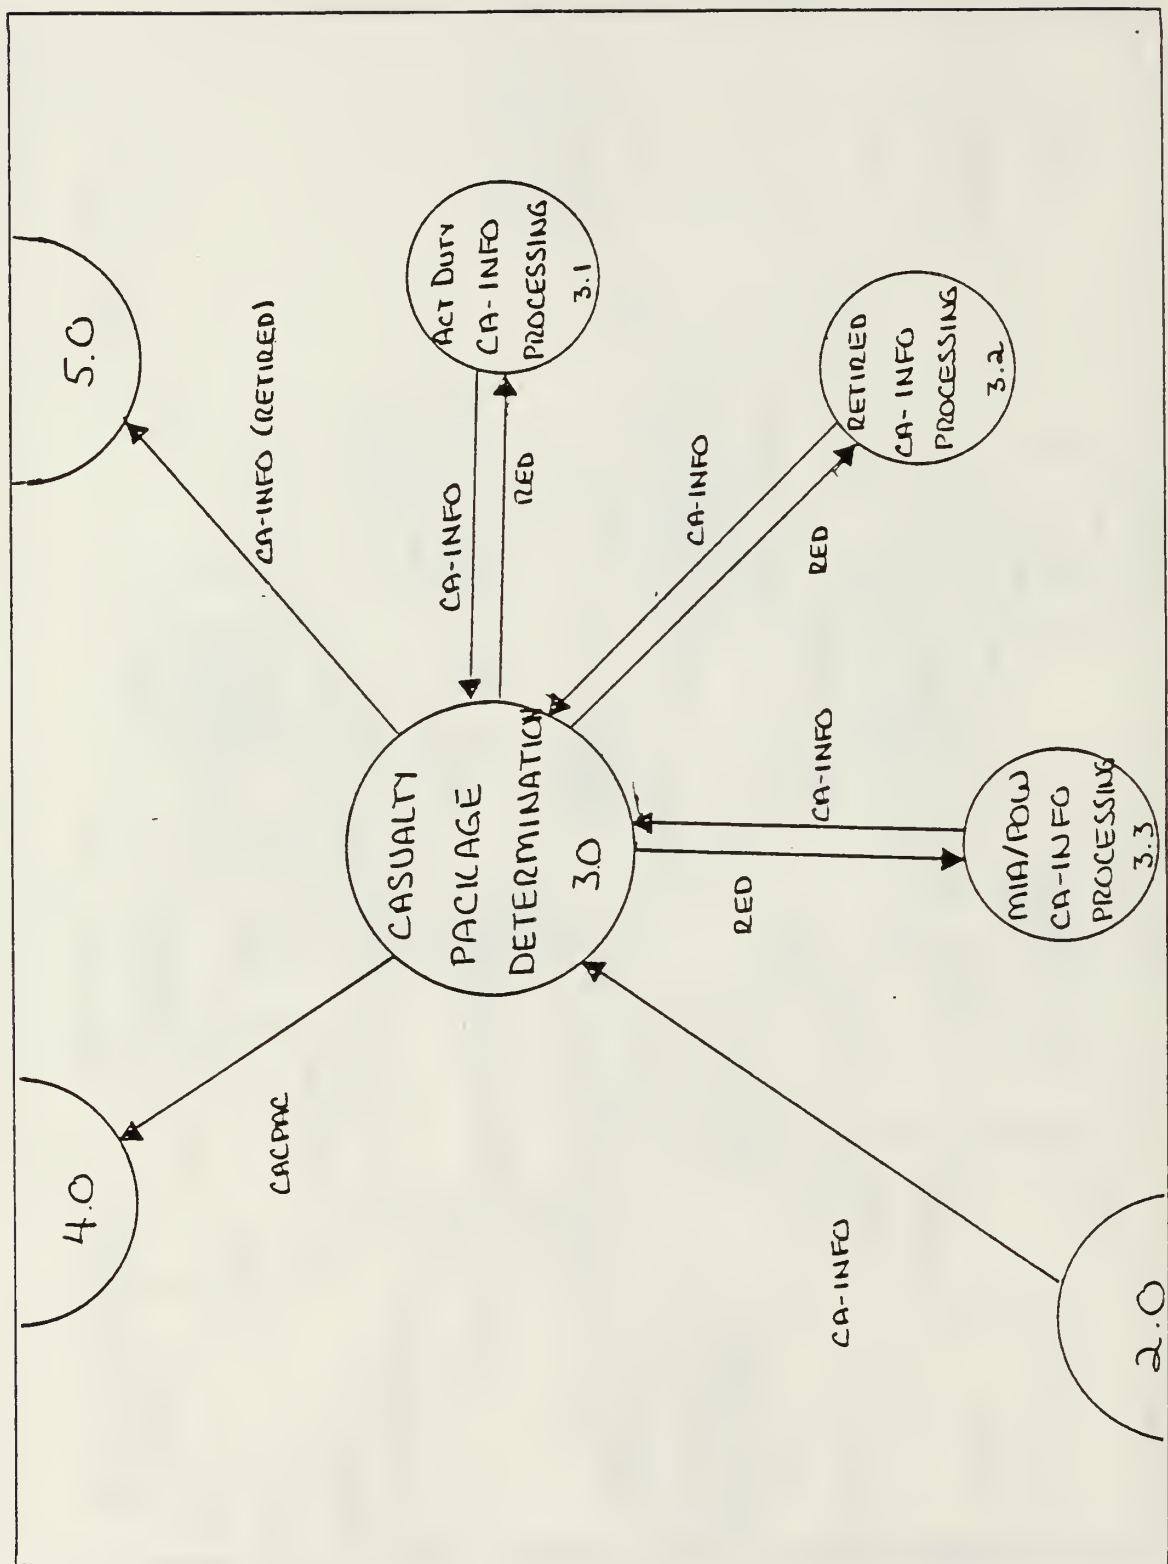 4.0
5.0
CACPAC
CA-INFO (RETIRED)
CASUALTY
PACKAGE
DETERMINATION
3.0
CA-INFO
RED
ACT DUTY
CA-INFO
PROCESSING
3.1
CA-INFO
RED
RETIRED
CA-INFO
PROCESSING
3.2
CA-INFO
RED
MIA/POW
CA-INFO
PROCESSING
3.3
CA-INFO
2.0